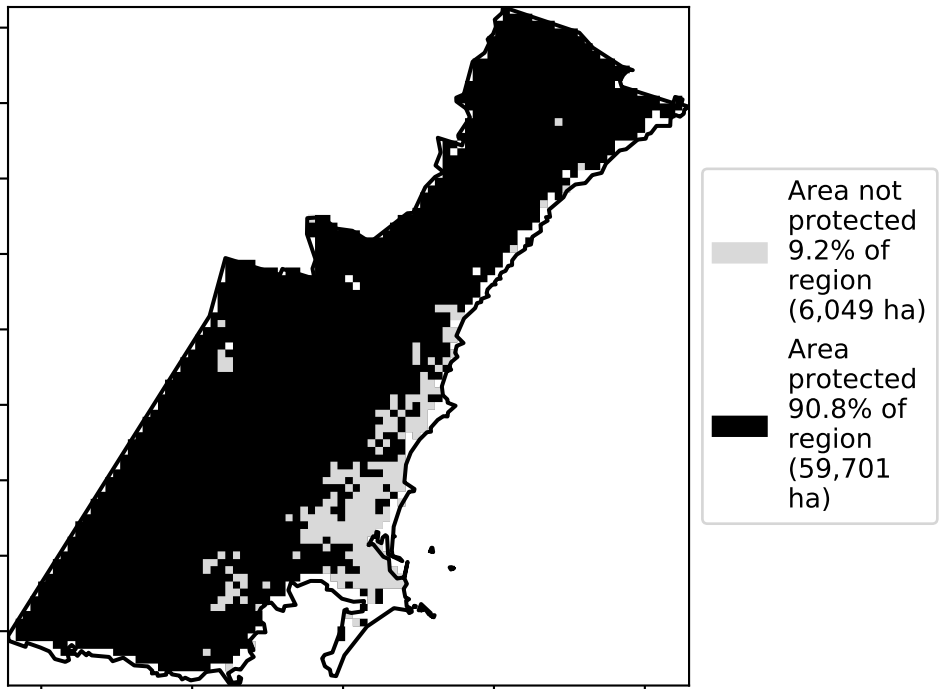 Area not
protected
9.2% of
region
(6,049 ha)
Area
protected
90.8% of
region
(59,701
ha)